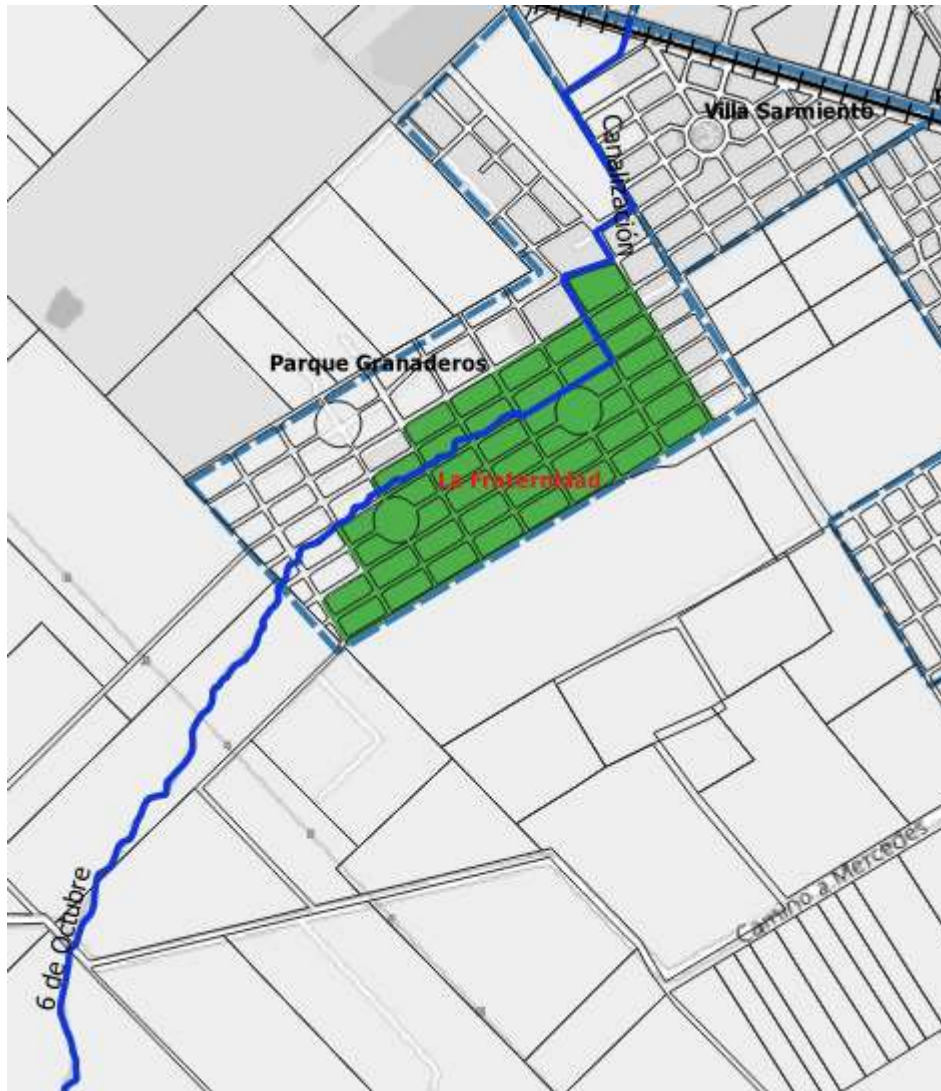 Villa Sarmiento
Canalización
Parque Granaderos
La Fraternidad
Camino a Mercedes
6 de Octubre